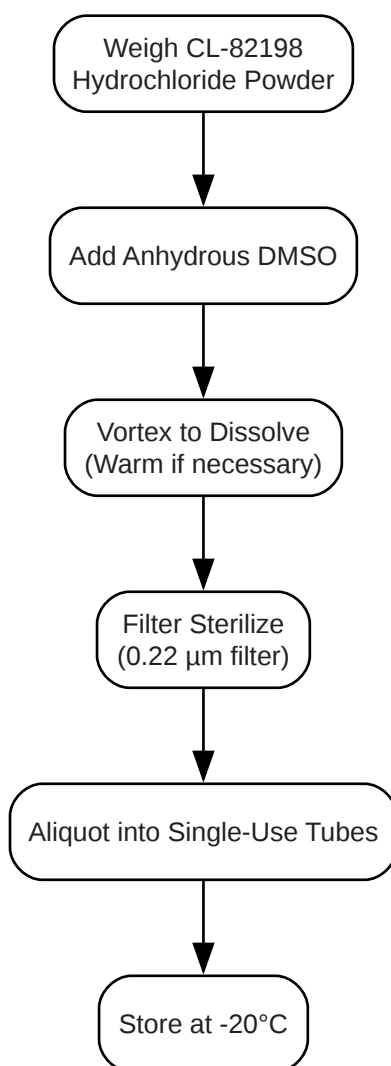 Weigh CL-82198
Hydrochloride Powder
Add Anhydrous DMSO
Vortex to Dissolve
(Warm if necessary)
Filter Sterilize
(0.22 µm filter)
Aliquot into Single-Use Tubes
Store at -20°C